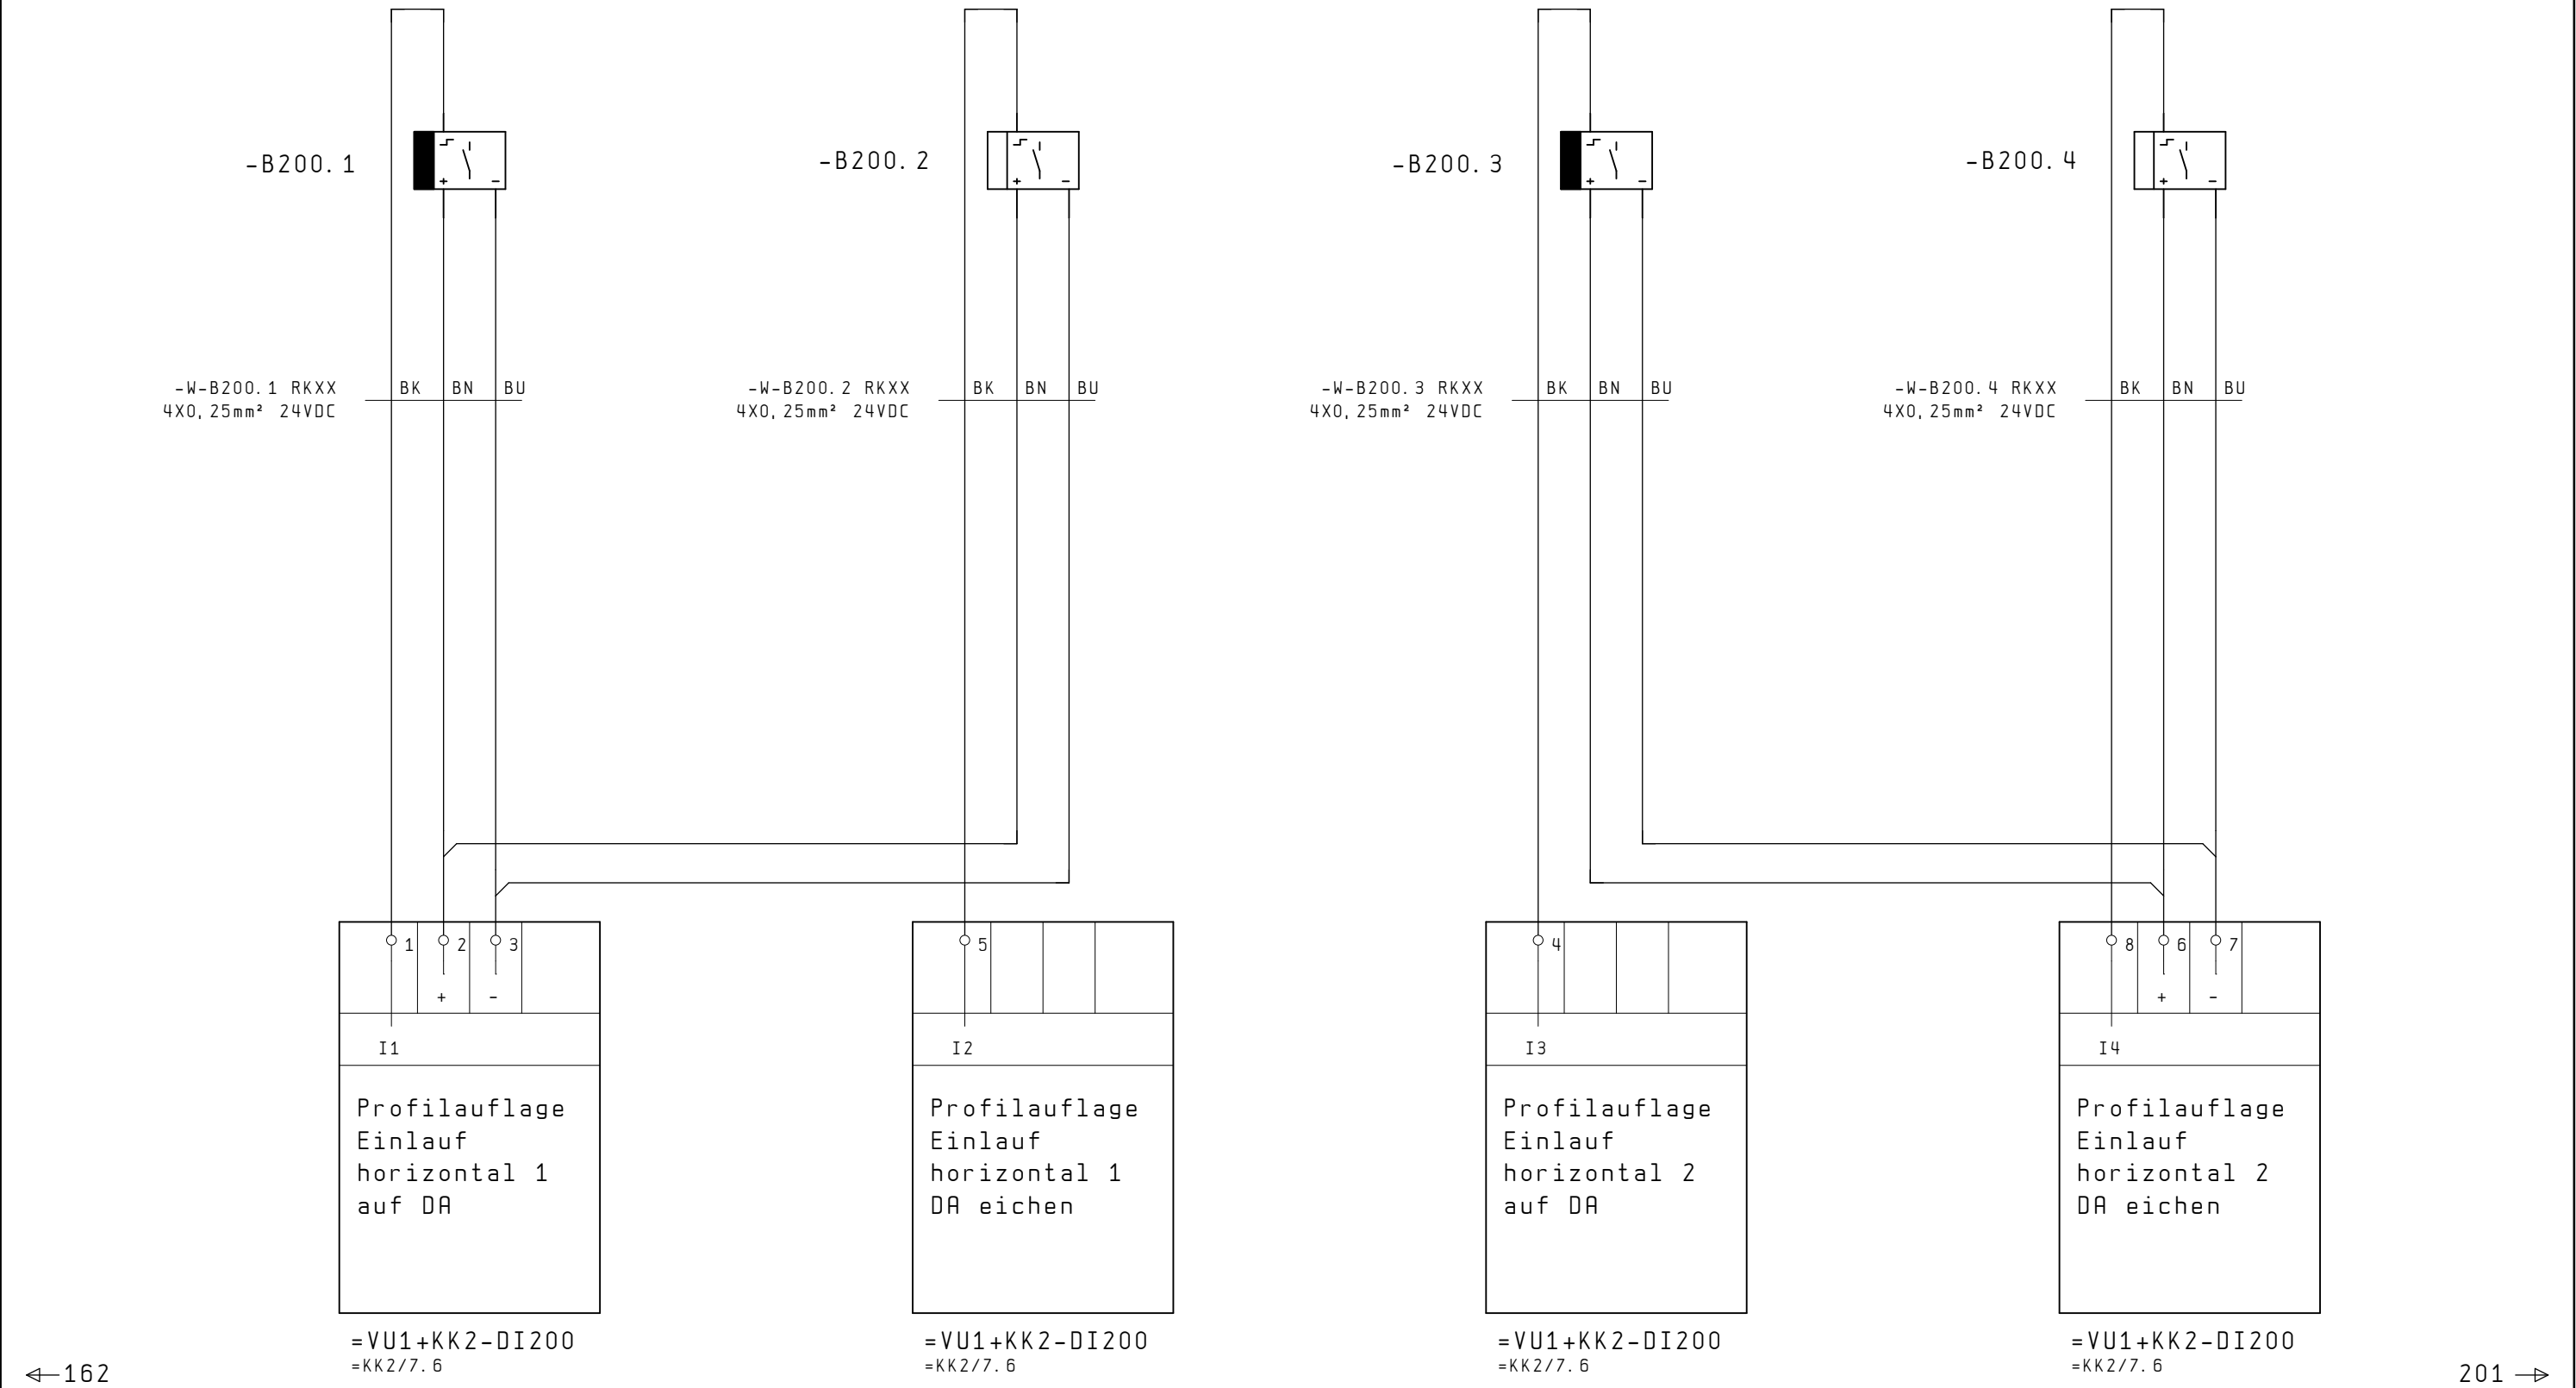 -B200.1
-B200.2
-B200.3
-B200.4
+ -
+ -
+ -
+ -
-W-B200.1 RKXX
4X0,25mm² 24VDC
BK BN BU
-W-B200.2 RKXX
4X0,25mm² 24VDC
BK BN BU
-W-B200.3 RKXX
4X0,25mm² 24VDC
BK BN BU
-W-B200.4 RKXX
4X0,25mm² 24VDC
BK BN BU
1 2 3
+ -
I1
Profilauflage
Einlauf
horizontal 1
auf DA
=VU1+KK2-DI200
=KK2/7.6
5
I2
Profilauflage
Einlauf
horizontal 1
DA eichen
=VU1+KK2-DI200
=KK2/7.6
4
I3
Profilauflage
Einlauf
horizontal 2
auf DA
=VU1+KK2-DI200
=KK2/7.6
8 6 7
+ -
I4
Profilauflage
Einlauf
horizontal 2
DA eichen
=VU1+KK2-DI200
=KK2/7.6
162
201